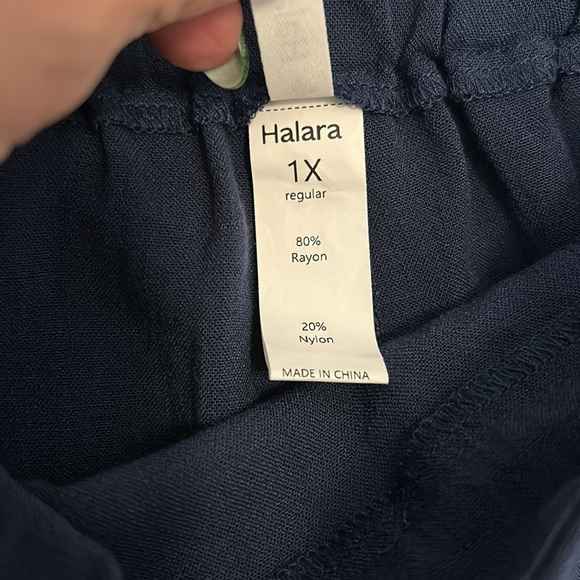 Halara
1X
regular
80%
Rayon
20%
Nylon
MADE IN CHINA